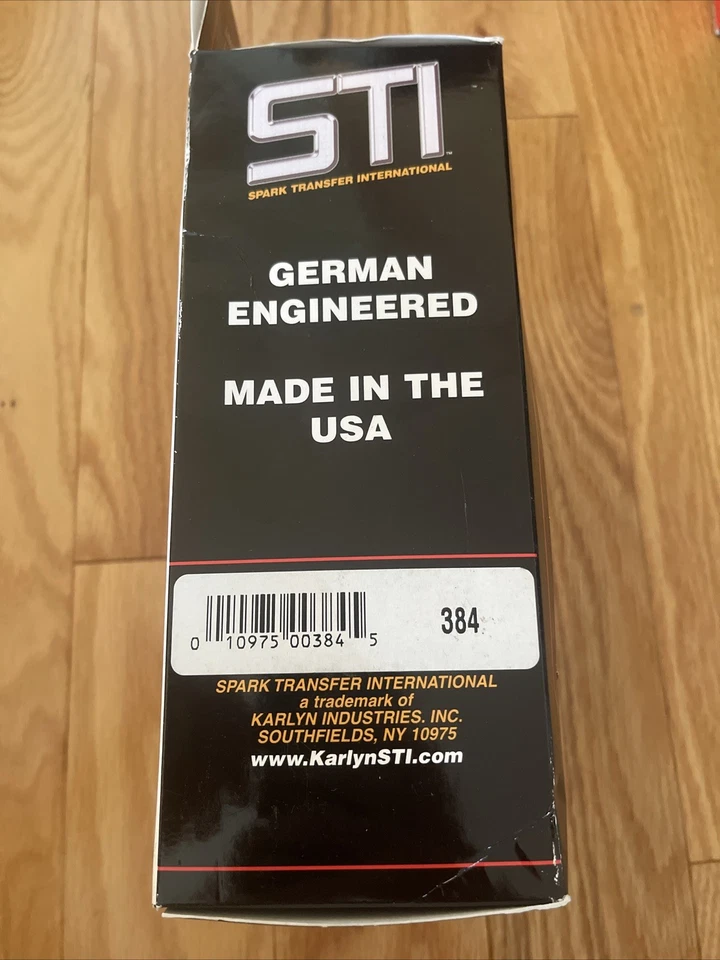 STI™
SPARK TRANSFER INTERNATIONAL
GERMAN
ENGINEERED
MADE IN THE
USA
0 10975 00384 5
384
SPARK TRANSFER INTERNATIONAL
a trademark of
KARLYN INDUSTRIES. INC.
SOUTHFIELDS, NY 10975
www.KarlynSTI.com